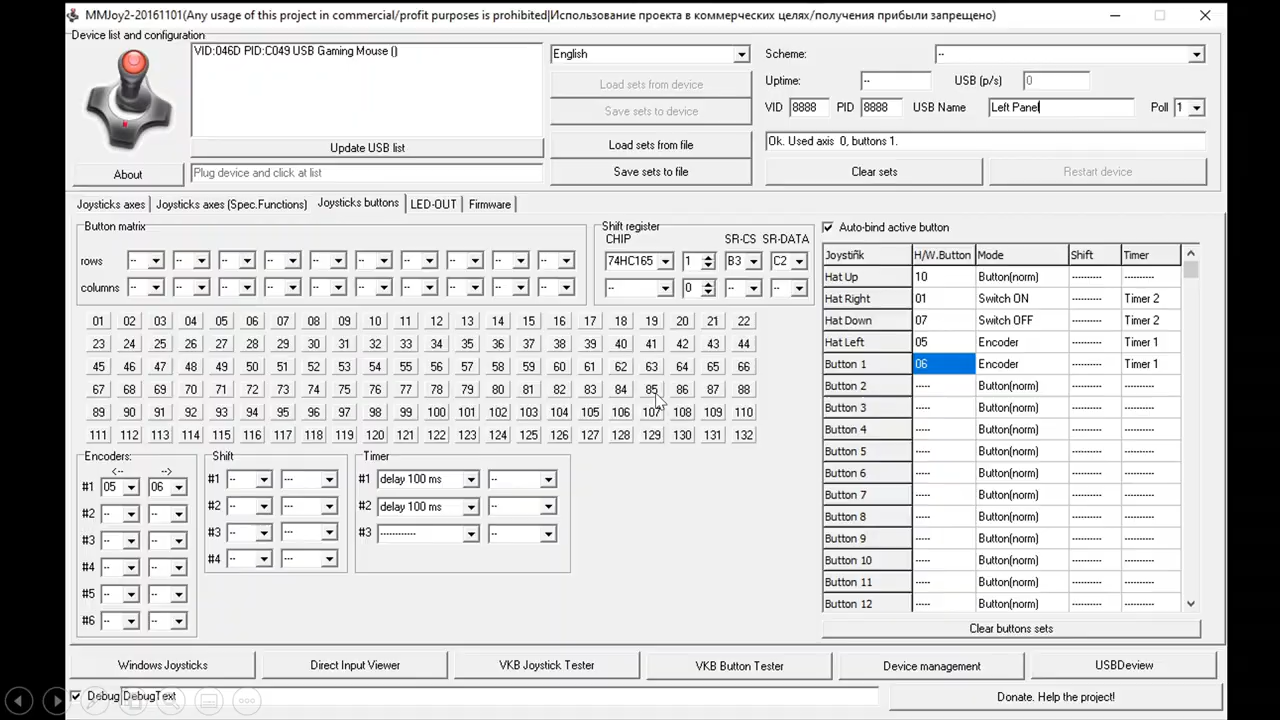 MMJoy2-20161101(Any usage of this project in commercial/profit purposes is prohibited|Использование проекта в коммерческих целях/получения прибыли запрещено)
Device list and configuration
VID:046D PID:C049 USB Gaming Mouse ()
Update USB list
About
Plug device and click at list
English
Load sets from device
Save sets to device
Load sets from file
Save sets to file
Scheme: --
Uptime: -- USB (p/s) 0
VID 8888 PID 8888 USB Name Left Panel Poll 1
Ok. Used axis 0, buttons 1.
Clear sets Restart device
Joysticks axes Joysticks axes (Spec.Functions) Joysticks buttons LED-OUT Firmware
Button matrix
rows -- -- -- -- -- -- -- -- -- --
columns -- -- -- -- -- -- -- -- -- --
Shift register
CHIP SR-CS SR-DATA
74HC165 1 B3 C2
-- 0 -- --
01 02 03 04 05 06 07 08 09 10 11 12 13 14 15 16 17 18 19 20 21 22
23 24 25 26 27 28 29 30 31 32 33 34 35 36 37 38 39 40 41 42 43 44
45 46 47 48 49 50 51 52 53 54 55 56 57 58 59 60 61 62 63 64 65 66
67 68 69 70 71 72 73 74 75 76 77 78 79 80 81 82 83 84 85 86 87 88
89 90 91 92 93 94 95 96 97 98 99 100 101 102 103 104 105 106 107 108 109 110
111 112 113 114 115 116 117 118 119 120 121 122 123 124 125 126 127 128 129 130 131 132
Encoders:
<-- -->
#1 05 06
#2 -- --
#3 -- --
#4 -- --
#5 -- --
#6 -- --
Shift
#1 -- ---
#2 -- ---
#3 -- ---
#4 -- ---
Timer
#1 delay 100 ms --
#2 delay 100 ms --
#3 ------------ --
Auto-bind active button
Joystiñk H/W.Button Mode Shift Timer
Hat Up 10 Button(norm) --------- ---------
Hat Right 01 Switch ON --------- Timer 2
Hat Down 07 Switch OFF --------- Timer 2
Hat Left 05 Encoder --------- Timer 1
Button 1 06 Encoder --------- Timer 1
Button 2 ----- Button(norm) --------- ---------
Button 3 ----- Button(norm) --------- ---------
Button 4 ----- Button(norm) --------- ---------
Button 5 ----- Button(norm) --------- ---------
Button 6 ----- Button(norm) --------- ---------
Button 7 ----- Button(norm) --------- ---------
Button 8 ----- Button(norm) --------- ---------
Button 9 ----- Button(norm) --------- ---------
Button 10 ----- Button(norm) --------- ---------
Button 11 ----- Button(norm) --------- ---------
Button 12 ----- Button(norm) --------- ---------
Clear buttons sets
Windows Joysticks Direct Input Viewer VKB Joystick Tester VKB Button Tester Device management USBDeview
Debug DebugText
Donate. Help the project!